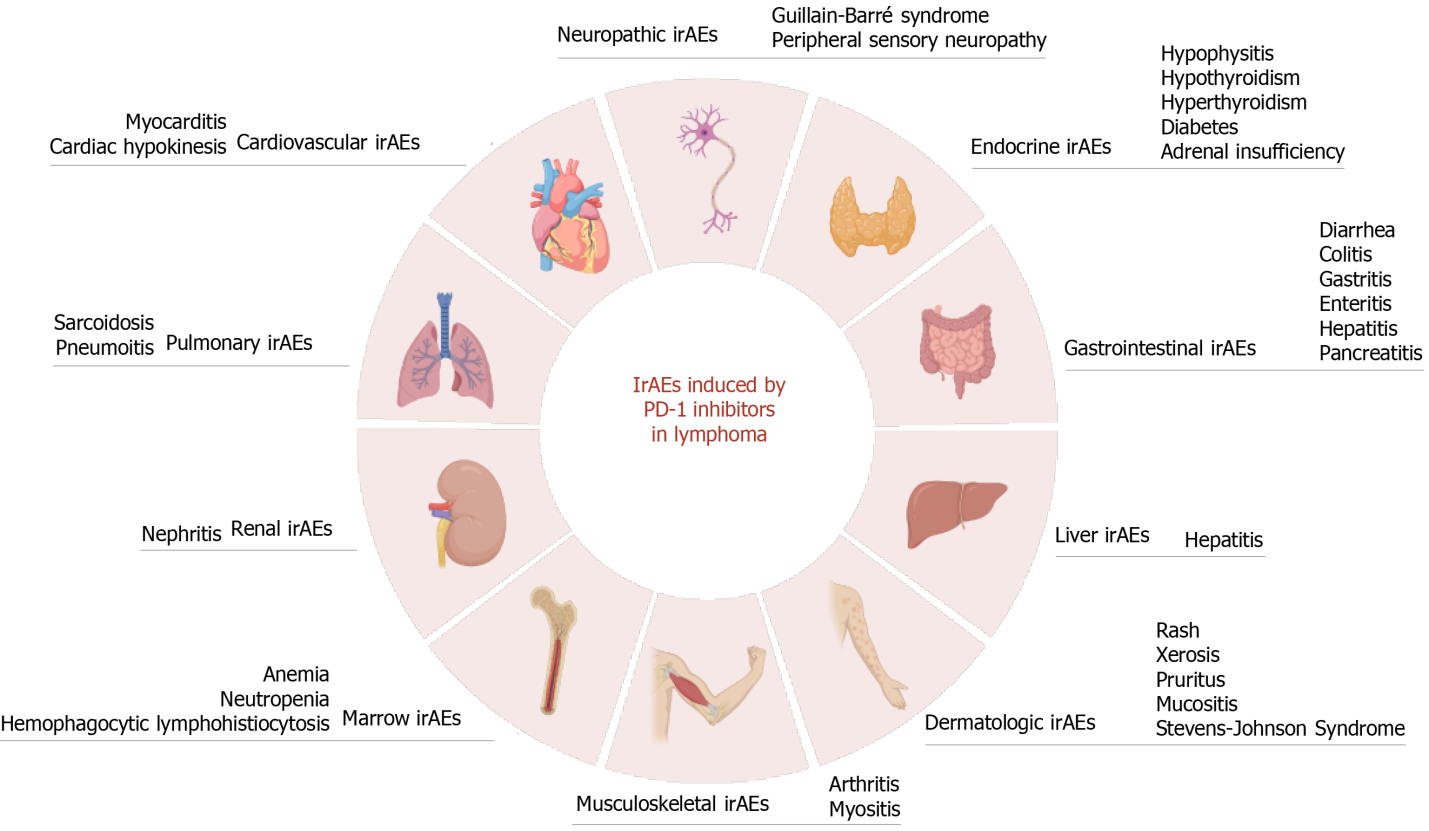 Neuropathic irAEs
Guillain-Barré syndrome
Peripheral sensory neuropathy
Endocrine irAEs
Hypophysitis
Hypothyroidism
Hyperthyroidism
Diabetes
Adrenal insufficiency
Gastrointestinal irAEs
Diarrhea
Colitis
Gastritis
Enteritis
Hepatitis
Pancreatitis
Liver irAEs
Hepatitis
Dermatologic irAEs
Rash
Xerosis
Pruritus
Mucositis
Stevens-Johnson Syndrome
Musculoskeletal irAEs
Arthritis
Myositis
Anemia
Neutropenia
Hemophagocytic lymphohistiocytosis
Marrow irAEs
Nephritis
Renal irAEs
Sarcoidosis
Pneumoitis
Pulmonary irAEs
Myocarditis
Cardiac hypokinesis
Cardiovascular irAEs
IrAEs induced by
PD-1 inhibitors
in lymphoma